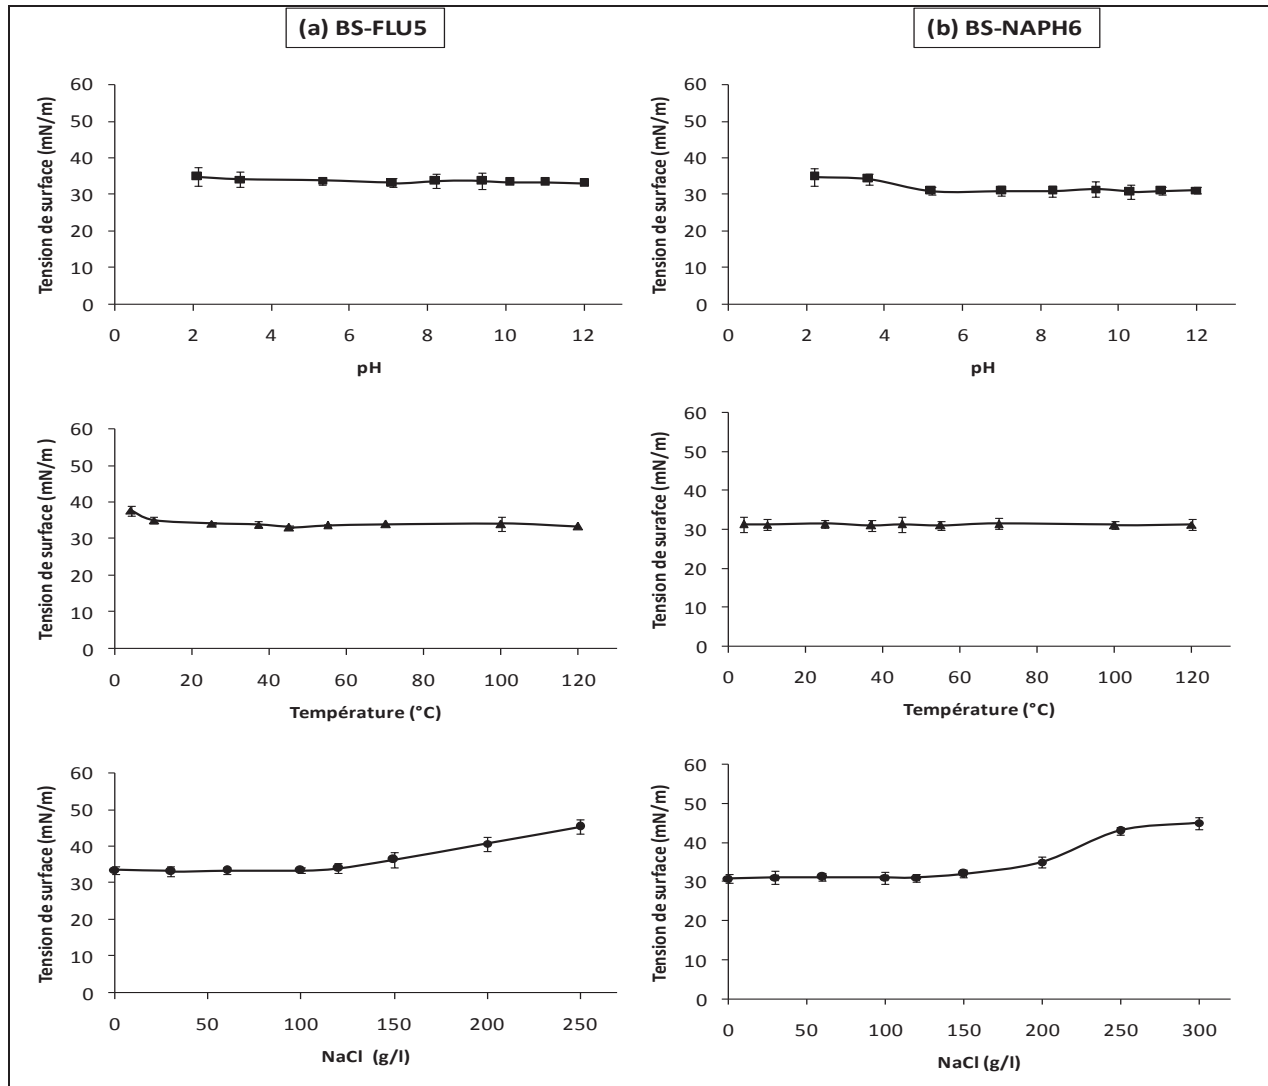 (a) BS-FLU5
(b) BS-NAPH6
Tension de surface (mN/m)
60
50
40
30
20
10
0
0 2 4 6 8 10 12
pH
Tension de surface (mN/m)
60
50
40
30
20
10
0
0 2 4 6 8 10 12
pH
Tension de surface (mN/m )
60
50
40
30
20
10
0
0 20 40 60 80 100 120
Température (°C)
Tension de surafce (mN/m)
60
50
40
30
20
10
0
0 20 40 60 80 100 120
Température (°C)
Tension de surface (mN/m)
60
50
40
30
20
10
0
0 50 100 150 200 250
NaCl (g/l)
Tension de surface (mN/m)
60
50
40
30
20
10
0
0 50 100 150 200 250 300
NaCl (g/l)